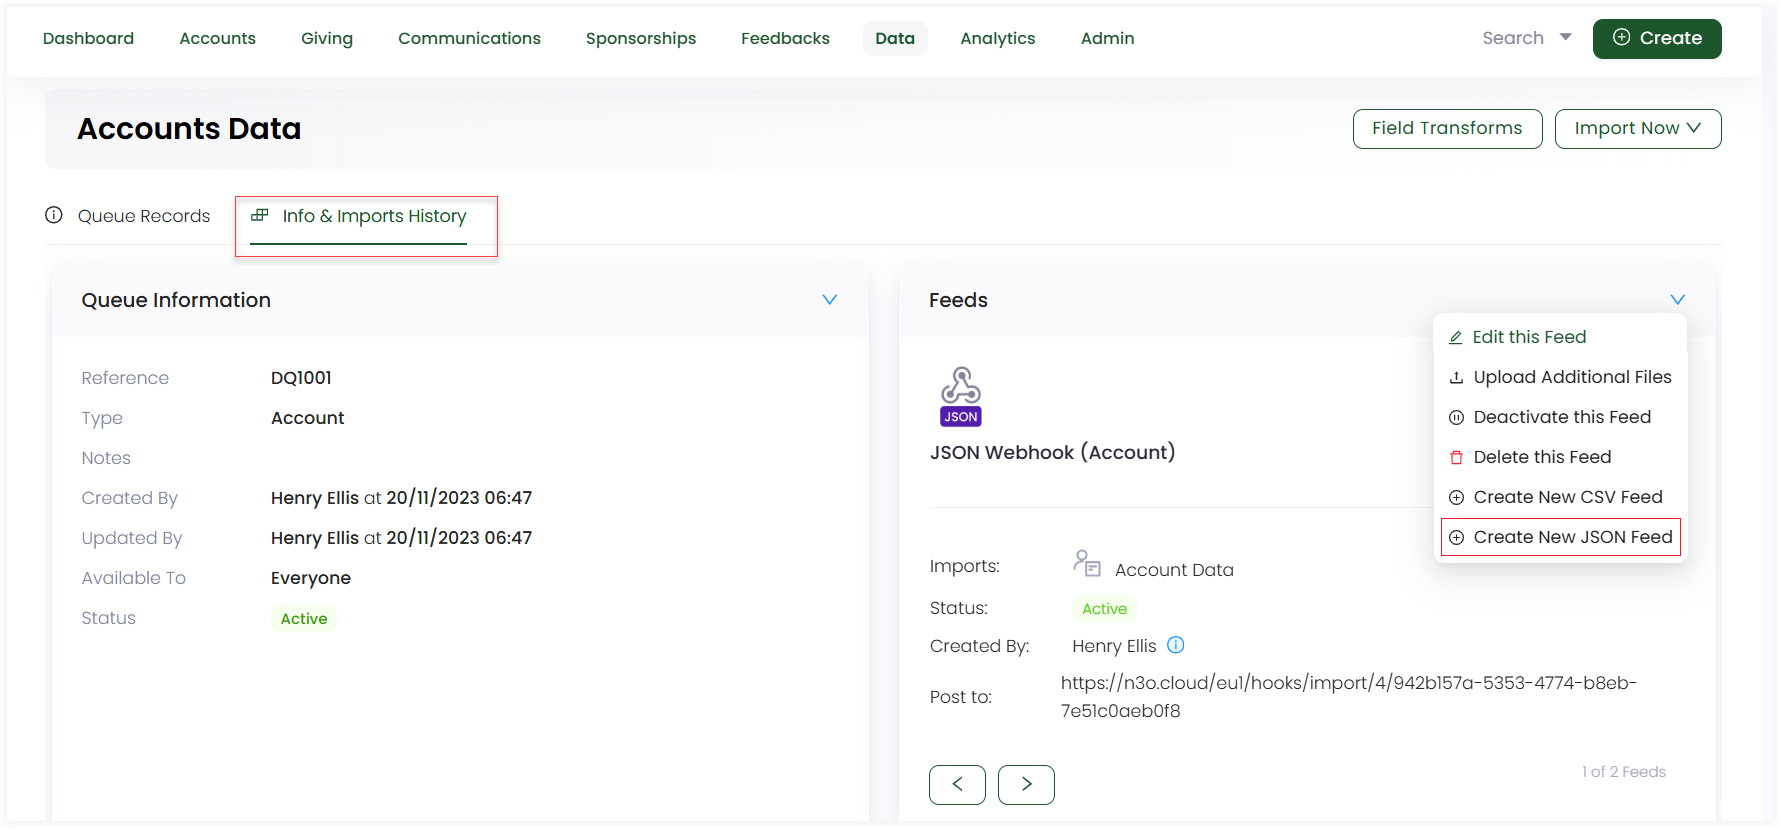 Dashboard Accounts Giving Communications Sponsorships Feedbacks Data Analytics Admin Search Create
Accounts Data Field Transforms Import Now
Queue Records Info & Imports History
Queue Information
Reference DQ1001
Type Account
Notes
Created By Henry Ellis at 20/11/2023 06:47
Updated By Henry Ellis at 20/11/2023 06:47
Available To Everyone
Status Active
Feeds
Edit this Feed
Upload Additional Files
Deactivate this Feed
Delete this Feed
Create New CSV Feed
Create New JSON Feed
JSON
JSON Webhook (Account)
Imports: Account Data
Status: Active
Created By: Henry Ellis
Post to: https://n3o.cloud/eu1/hooks/import/4/942b157a-5353-4774-b8eb-
7e51c0aeb0f8
1 of 2 Feeds